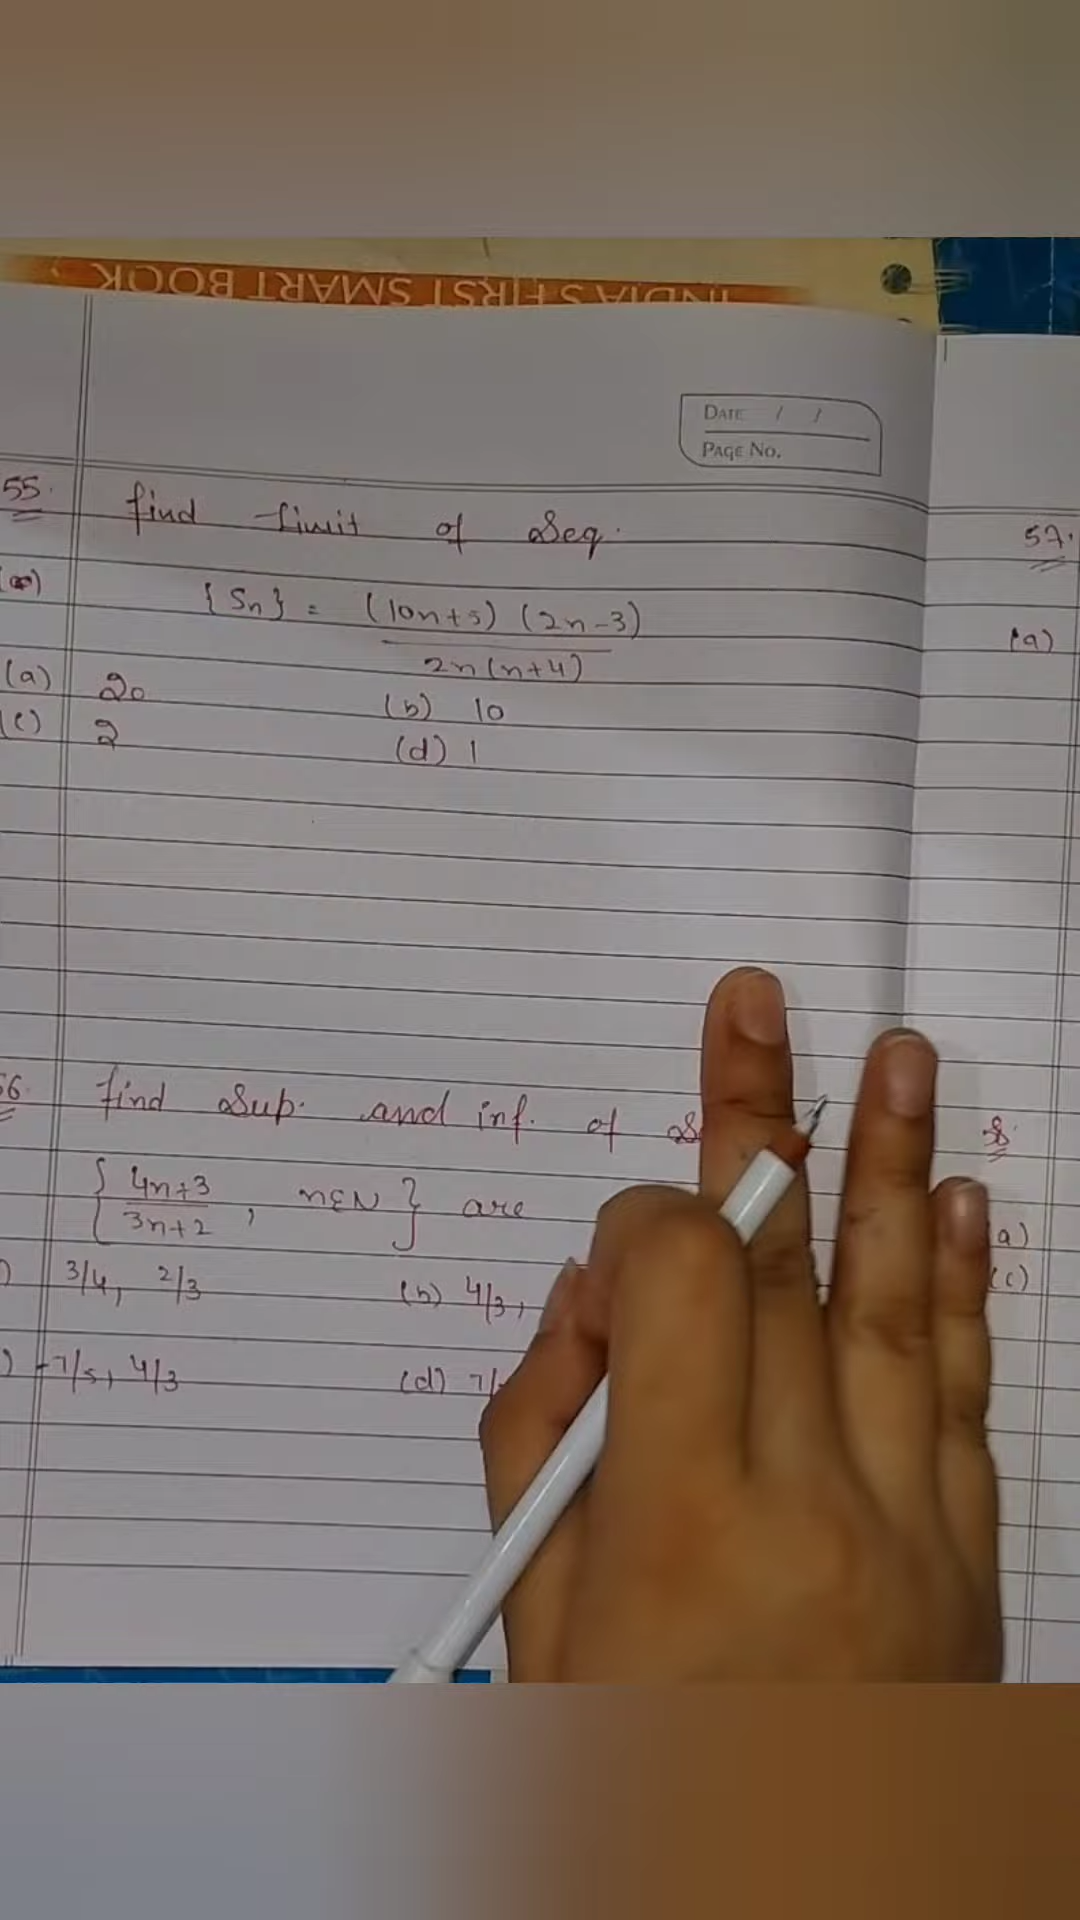 INDIA'S FIRST SMART BOOK
DATE / /
PAGE NO.
55. find Limit of Seq.
{Sn} = (10n+5) (2n-3)
2n(n+4)
(a) 20 (b) 10
(c) 2 (d) 1
56. find Sup. and inf. of
{ 4n+3 / 3n+2 , n∈N } are
) 3/4, 2/3 (b) 4/3,
) 7/5, 4/3 (d) 7/
57.
(a)
(a)
(c)